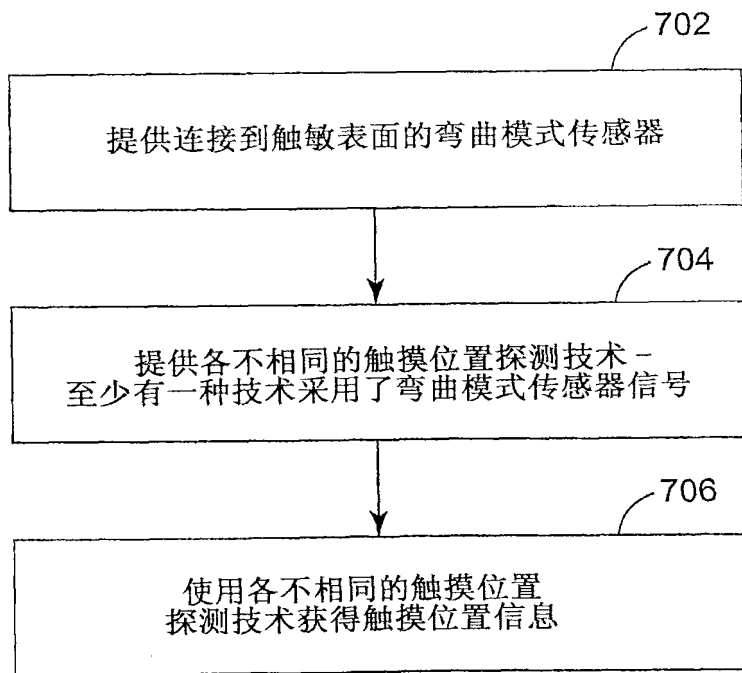 702
提供连接到触敏表面的弯曲模式传感器
704
提供各不相同的触摸位置探测技术-
至少有一种技术采用了弯曲模式传感器信号
706
使用各不相同的触摸位置
探测技术获得触摸位置信息